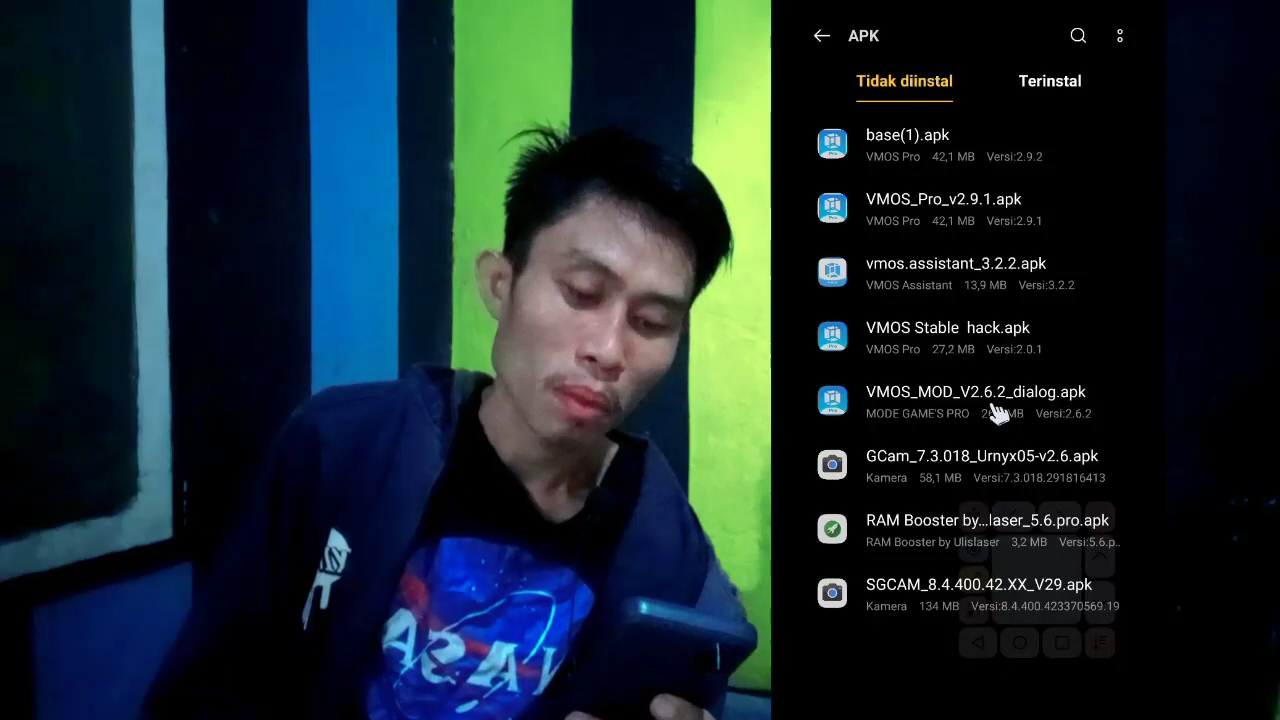 APK
Tidak diinstal
Terinstal
base(1).apk
VMOS Pro 42,1 MB Versi:2.9.2
VMOS_Pro_v2.9.1.apk
VMOS Pro 42,1 MB Versi:2.9.1
vmos.assistant_3.2.2.apk
VMOS Assistant 13,9 MB Versi:3.2.2
VMOS Stable hack.apk
VMOS Pro 27,2 MB Versi:2.0.1
VMOS_MOD_V2.6.2_dialog.apk
MODE GAME'S PRO MB Versi:2.6.2
GCam_7.3.018_Urnyx05-v2.6.apk
Kamera 58,1 MB Versi:7.3.018.291816413
RAM Booster by...laser_5.6.pro.apk
RAM Booster by Ulislaser 3,2 MB Versi:5.6.p..
SGCAM_8.4.400.42.XX_V29.apk
Kamera 134 MB Versi:8.4.400.423370569.19